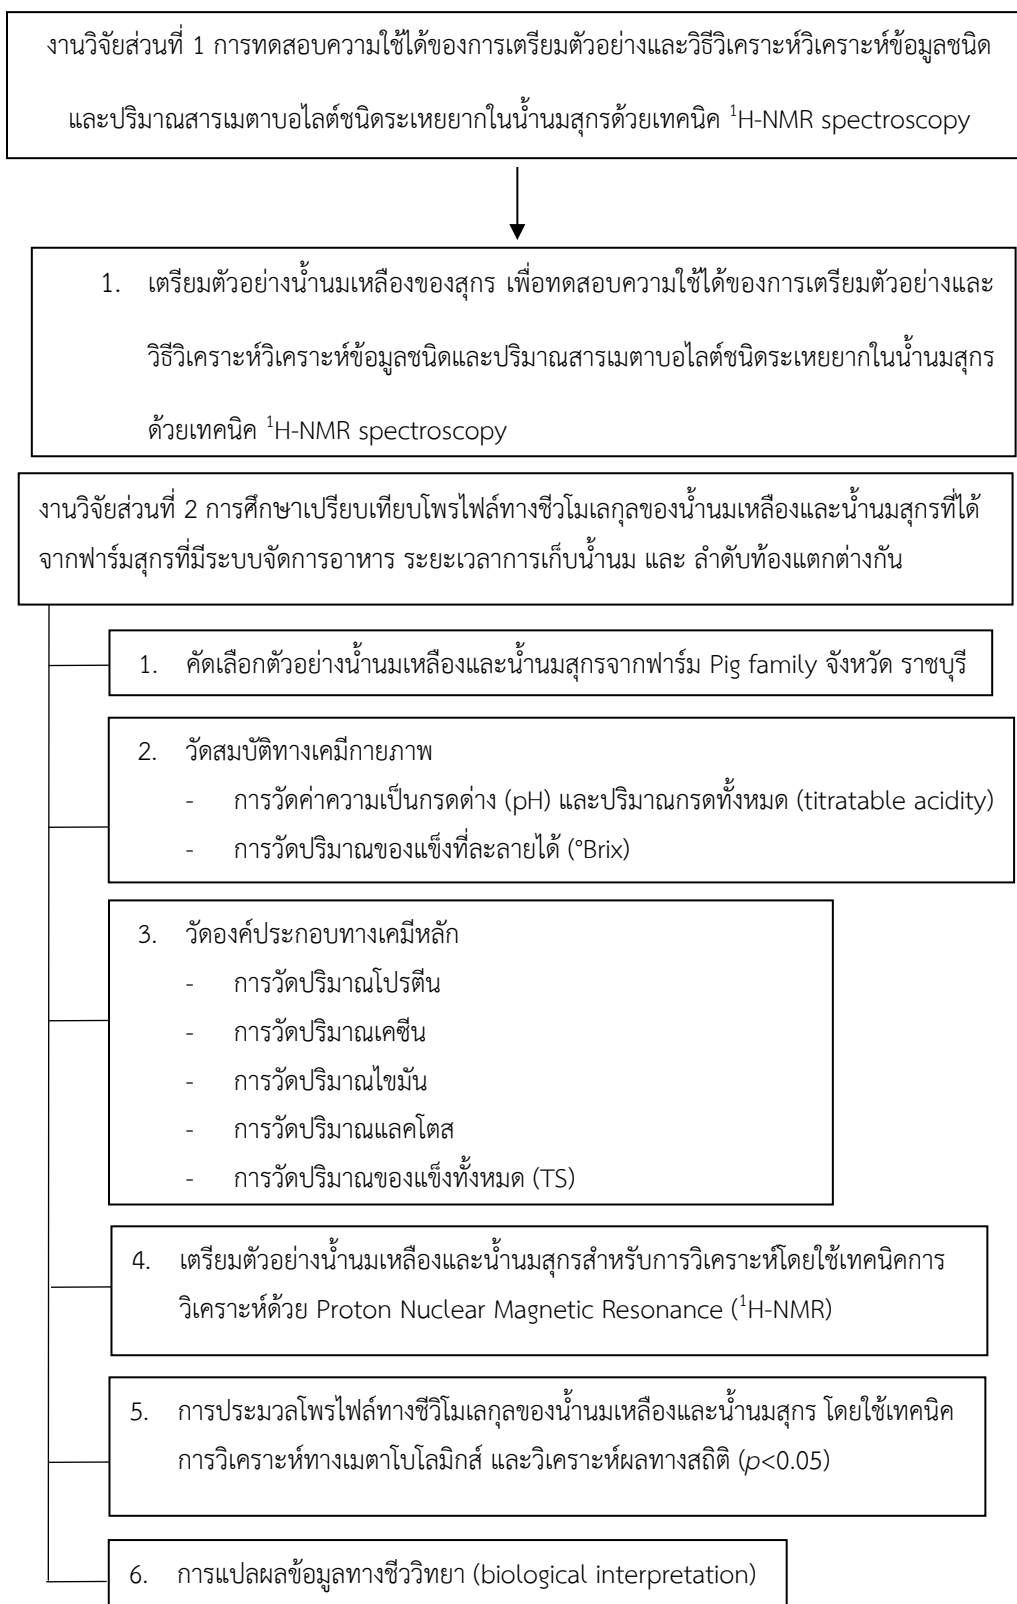 งานวิจัยส่วนที่ 1 การทดสอบความใช้ได้ของการเตรียมตัวอย่างและวิธีวิเคราะห์วิเคราะห์ข้อมูลชนิด
และปริมาณสารเมตาบอไลต์ชนิดระเหยยากในน้ำนมสุกรด้วยเทคนิค ¹H-NMR spectroscopy
1. เตรียมตัวอย่างน้ำนมเหลืองของสุกร เพื่อทดสอบความใช้ได้ของการเตรียมตัวอย่างและ
วิธีวิเคราะห์วิเคราะห์ข้อมูลชนิดและปริมาณสารเมตาบอไลต์ชนิดระเหยยากในน้ำนมสุกร
ด้วยเทคนิค ¹H-NMR spectroscopy
งานวิจัยส่วนที่ 2 การศึกษาเปรียบเทียบโพรไฟล์ทางชีวโมเลกุลของน้ำนมเหลืองและน้ำนมสุกรที่ได้
จากฟาร์มสุกรที่มีระบบจัดการอาหาร ระยะเวลาการเก็บน้ำนม และ ลำดับท้องแตกต่างกัน
1. คัดเลือกตัวอย่างน้ำนมเหลืองและน้ำนมสุกรจากฟาร์ม Pig family จังหวัด ราชบุรี
2. วัดสมบัติทางเคมีกายภาพ
- การวัดค่าความเป็นกรดด่าง (pH) และปริมาณกรดทั้งหมด (titratable acidity)
- การวัดปริมาณของแข็งที่ละลายได้ (°Brix)
3. วัดองค์ประกอบทางเคมีหลัก
- การวัดปริมาณโปรตีน
- การวัดปริมาณเคซีน
- การวัดปริมาณไขมัน
- การวัดปริมาณแลคโตส
- การวัดปริมาณของแข็งทั้งหมด (TS)
4. เตรียมตัวอย่างน้ำนมเหลืองและน้ำนมสุกรสำหรับการวิเคราะห์โดยใช้เทคนิคการ
วิเคราะห์ด้วย Proton Nuclear Magnetic Resonance (¹H-NMR)
5. การประมวลโพรไฟล์ทางชีวิโมเลกุลของน้ำนมเหลืองและน้ำนมสุกร โดยใช้เทคนิค
การวิเคราะห์ทางเมตาโบโลมิกส์ และวิเคราะห์ผลทางสถิติ (p<0.05)
6. การแปลผลข้อมูลทางชีววิทยา (biological interpretation)